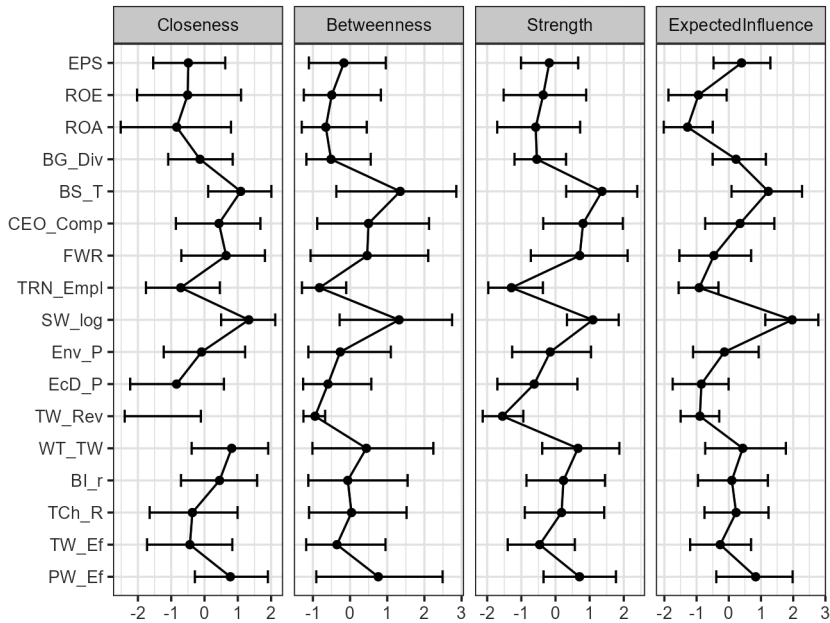 Closeness Betweenness Strength ExpectedInfluence
EPS
ROE
ROA
BG_Div
BS_T
CEO_Comp
FWR
TRN_Empl
SW_log
Env_P
EcD_P
TW_Rev
WT_TW
BI_r
TCh_R
TW_Ef
PW_Ef
-2 -1 0 1 2 -1 0 1 2 3 -2 -1 0 1 2 -2 -1 0 1 2 3